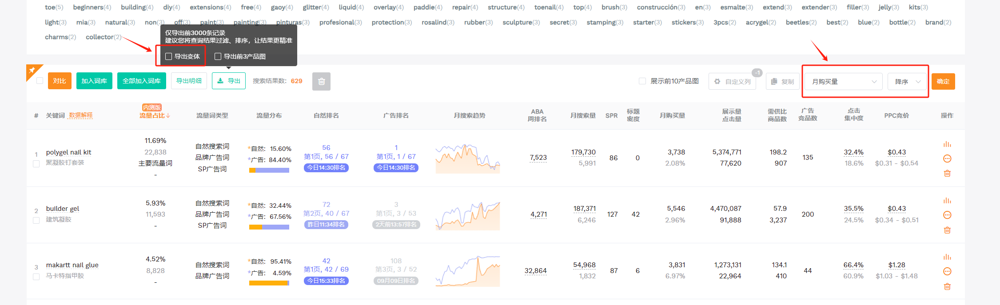 toe(5) beginners(4) building(4) diy(4) extensions(4) free(4) gaoy(4) glitter(4) liquid(4) overlay(4) paddie(4) repair(4) structure(4) toenail(4) top(4) brush(3) construcción(3) en(3) esmalte(3) extend(3) extender(3) filler(3) jelly(3) kits(3)
light(3) mia(3) natural(3) non(3) off(3) paint(3) painting(3) pinturas(3) profesional(3) protection(3) rosalind(3) rubber(3) sculpture(3) secret(3) stamping(3) starter(3) stickers(3) 3pcs(2) acrygel(2) beetles(2) best(2) blue(2) bottle(2) brand(2)
charms(2) collector(2)
仅导出前3000条记录
建议您将查询结果过滤、排序，让结果更精准
导出变体 导出前3产品图
对比 加入词库 全部加入词库 导出明细 导出 搜索结果数：629 展示前10产品图 自定义列 -1 复制 月购买量 降序 确定
# 关键词 数据解释 内测版 流量占比↓ 流量词类型 流量分布 自然排名 广告排名 月搜索趋势 ABA 周排名 月搜索量 SPR 标题 密度 月购买量 展示量 点击量 需供比 商品数 广告 竞品数 点击 集中度 PPC竞价 操作
1 polygel nail kit
聚凝胶钉套装
11.69%
22,838
主要流量词
-
自然搜索词
品牌广告词
SP广告词
*自然：15.60%
*广告：84.40%
56
第1页, 56 / 67
今日14:30排名
1
第1页, 1 / 67
今日14:30排名
7,523
179,730
5,991
86
0
3,738
2.08%
5,374,771
77,620
198.2
907
135
32.4%
18.6%
$0.43
$0.31 - $0.54
2 builder gel
建筑凝胶
5.93%
11,593
-
自然搜索词
品牌广告词
SP广告词
*自然：32.44%
*广告：67.56%
72
第2页, 40 / 67
昨日11:34排名
3
第1页, 3 / 53
2天前13:57排名
4,271
187,371
6,246
127
42
5,546
2.96%
4,470,087
91,888
57.9
3,237
200
35.5%
24.5%
$0.43
$0.34 - $0.51
3 makartt nail glue
马卡特指甲胶
4.52%
8,828
-
自然搜索词
品牌广告词
*自然：95.41%
*广告：4.59%
42
第1页, 42 / 69
今日15:33排名
108
第3页, 3 / 52
09月09日排名
32,864
54,968
1,832
87
6
3,831
6.97%
1,273,131
22,964
134.1
410
44
66.4%
60.9%
$1.28
$1.03 - $1.48